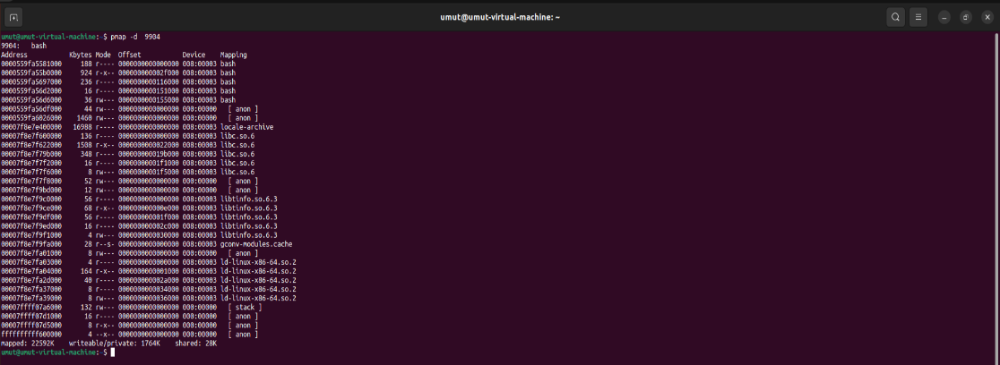 umut@umut-virtual-machine: ~
umut@umut-virtual-machine:~$ pmap -d  9904
9904:   bash
Address           Kbytes Mode  Offset           Device    Mapping
0000559fa5581000     188 r---- 0000000000000000 008:00003 bash
0000559fa55b0000     924 r-x-- 000000000002f000 008:00003 bash
0000559fa5697000     236 r---- 0000000000116000 008:00003 bash
0000559fa56d2000      16 r---- 0000000000151000 008:00003 bash
0000559fa56d6000      36 rw--- 0000000000155000 008:00003 bash
0000559fa56df000      44 rw--- 0000000000000000 000:00000   [ anon ]
0000559fa6026000    1460 rw--- 0000000000000000 000:00000   [ anon ]
00007f8e7e400000   16988 r---- 0000000000000000 008:00003 locale-archive
00007f8e7f600000     136 r---- 0000000000000000 008:00003 libc.so.6
00007f8e7f622000    1508 r-x-- 0000000000022000 008:00003 libc.so.6
00007f8e7f79b000     348 r---- 000000000019b000 008:00003 libc.so.6
00007f8e7f7f2000      16 r---- 00000000001f1000 008:00003 libc.so.6
00007f8e7f7f6000       8 rw--- 00000000001f5000 008:00003 libc.so.6
00007f8e7f7f8000      52 rw--- 0000000000000000 000:00000   [ anon ]
00007f8e7f9bd000      12 rw--- 0000000000000000 000:00000   [ anon ]
00007f8e7f9c0000      56 r---- 0000000000000000 008:00003 libtinfo.so.6.3
00007f8e7f9ce000      68 r-x-- 000000000000e000 008:00003 libtinfo.so.6.3
00007f8e7f9df000      56 r---- 000000000001f000 008:00003 libtinfo.so.6.3
00007f8e7f9ed000      16 r---- 000000000002c000 008:00003 libtinfo.so.6.3
00007f8e7f9f1000       4 rw--- 0000000000030000 008:00003 libtinfo.so.6.3
00007f8e7f9fa000      28 r--s- 0000000000000000 008:00003 gconv-modules.cache
00007f8e7fa01000       8 rw--- 0000000000000000 000:00000   [ anon ]
00007f8e7fa03000       4 r---- 0000000000000000 008:00003 ld-linux-x86-64.so.2
00007f8e7fa04000     164 r-x-- 0000000000001000 008:00003 ld-linux-x86-64.so.2
00007f8e7fa2d000      40 r---- 000000000002a000 008:00003 ld-linux-x86-64.so.2
00007f8e7fa37000       8 r---- 0000000000034000 008:00003 ld-linux-x86-64.so.2
00007f8e7fa39000       8 rw--- 0000000000036000 008:00003 ld-linux-x86-64.so.2
00007ffff07a6000     132 rw--- 0000000000000000 000:00000   [ stack ]
00007ffff07d1000      16 r---- 0000000000000000 000:00000   [ anon ]
00007ffff07d5000       8 r-x-- 0000000000000000 000:00000   [ anon ]
ffffffffff600000       4 --x-- 0000000000000000 000:00000   [ anon ]
mapped: 22592K    writeable/private: 1764K    shared: 28K
umut@umut-virtual-machine:~$